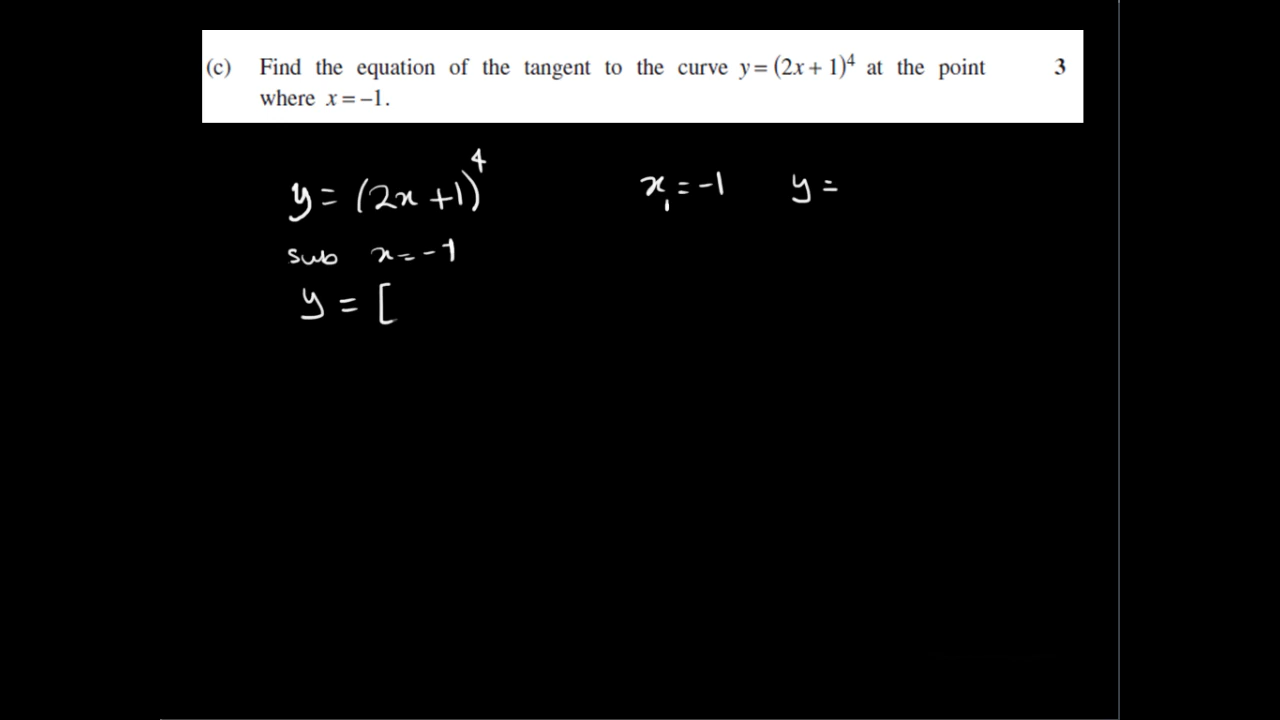 (c) Find the equation of the tangent to the curve y = (2x + 1)⁴ at the point 3
where x = −1.
y = (2x + 1)⁴ x₁ = −1 y =
sub x = −1
y = [